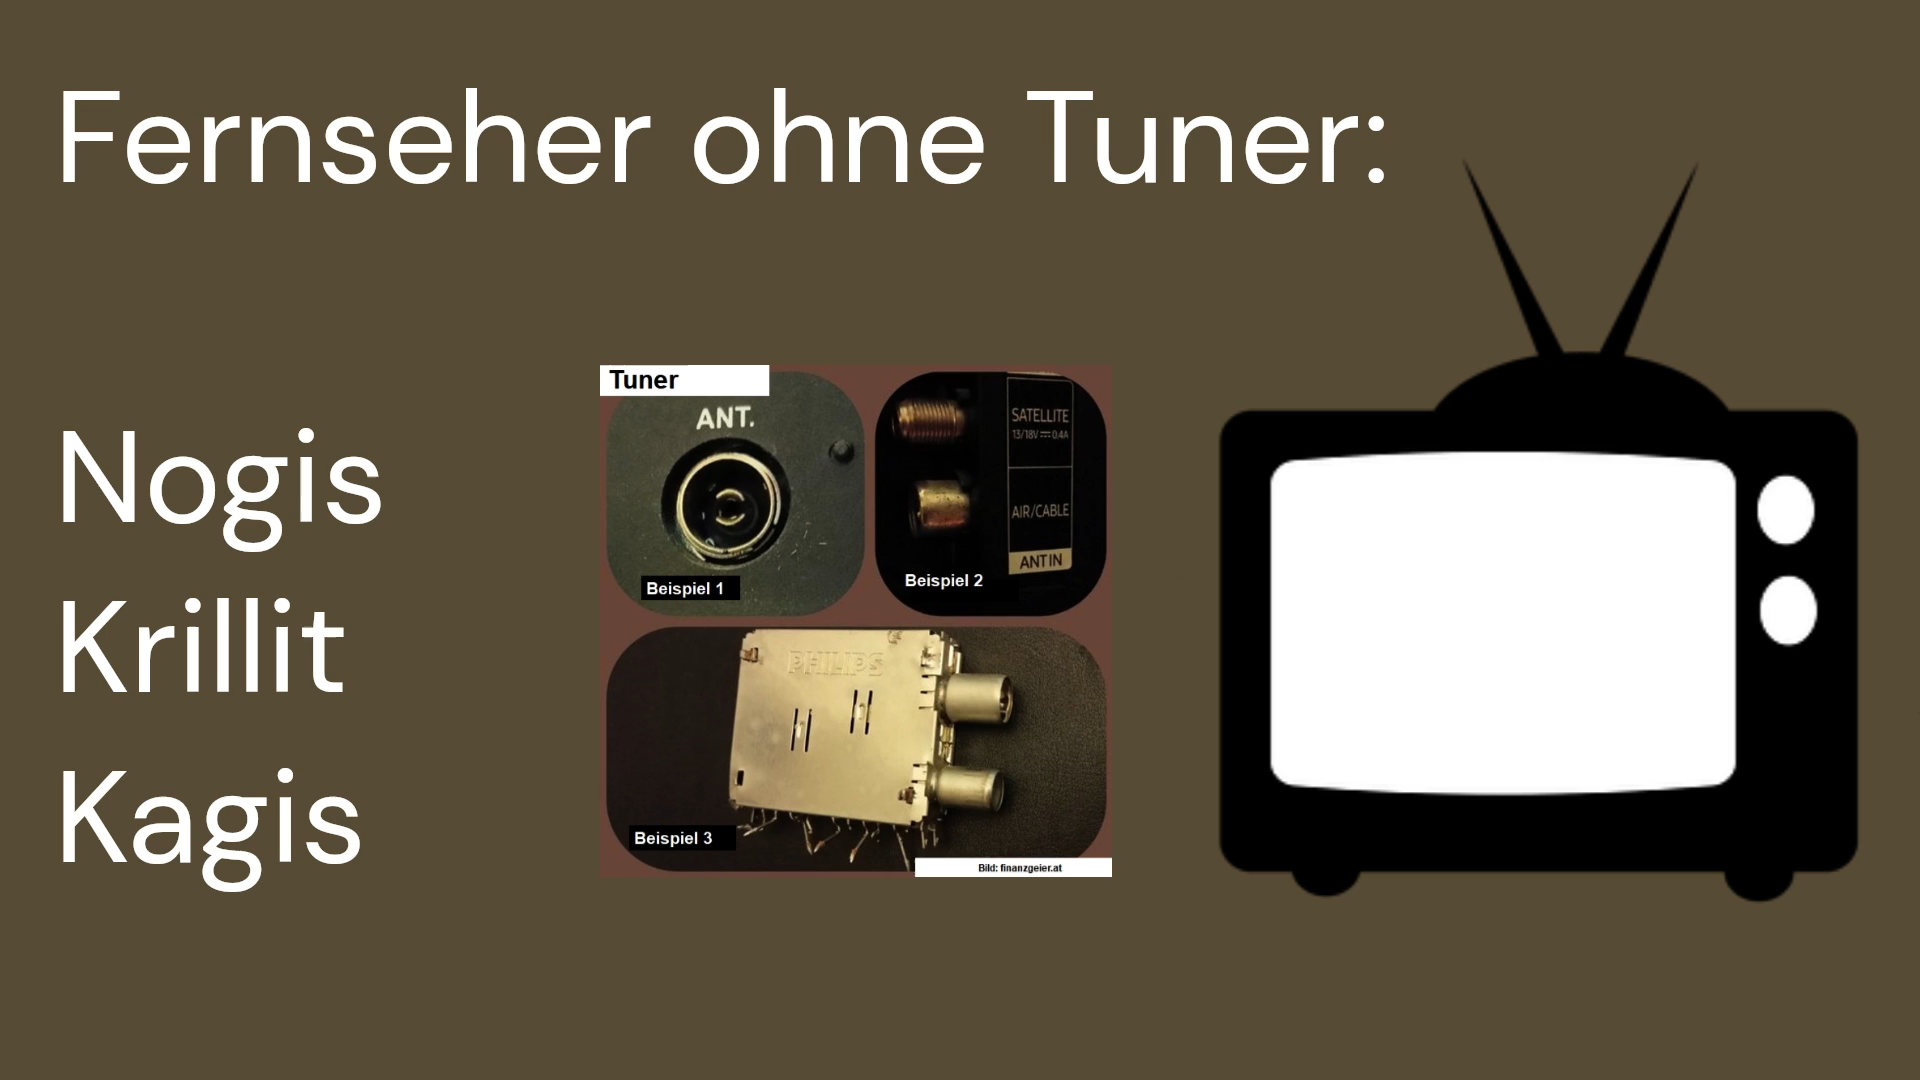 Fernseher ohne Tuner:
Nogis
Krillit
Kagis
Tuner
ANT.
Beispiel 1
SATELLITE
13/18V ⎓ 0.4A
AIR/CABLE
ANT IN
Beispiel 2
PHILIPS
Beispiel 3
Bild: finanzgeier.at